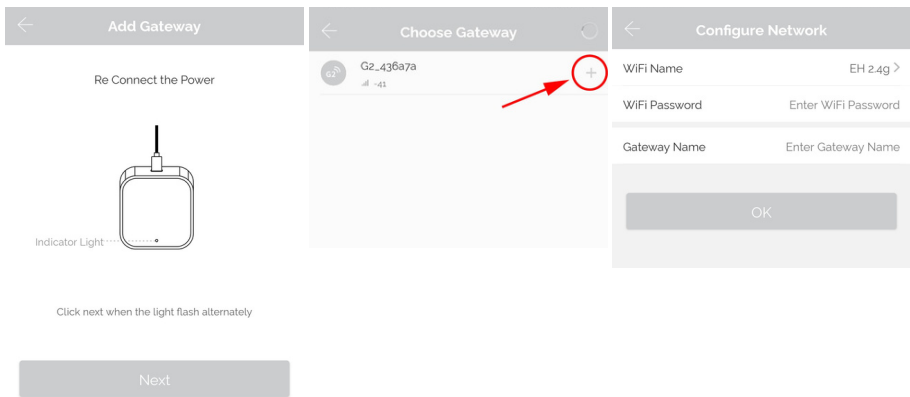 Add Gateway
Re Connect the Power
Indicator Light
Click next when the light flash alternately
Next
Choose Gateway
G2
G2_436a7a
-41
Configure Network
WiFi Name
EH 2.4g >
WiFi Password
Enter WiFi Password
Gateway Name
Enter Gateway Name
OK